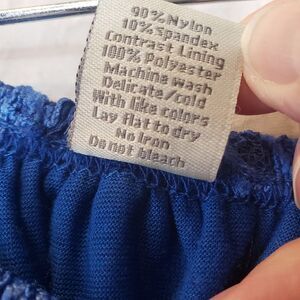 90% Nylon
10% Spandex
Contrast Lining
100% Polyester
Machine wash
Delicate/cold
With like colors
Lay flat to dry
No Iron
Do not bleach